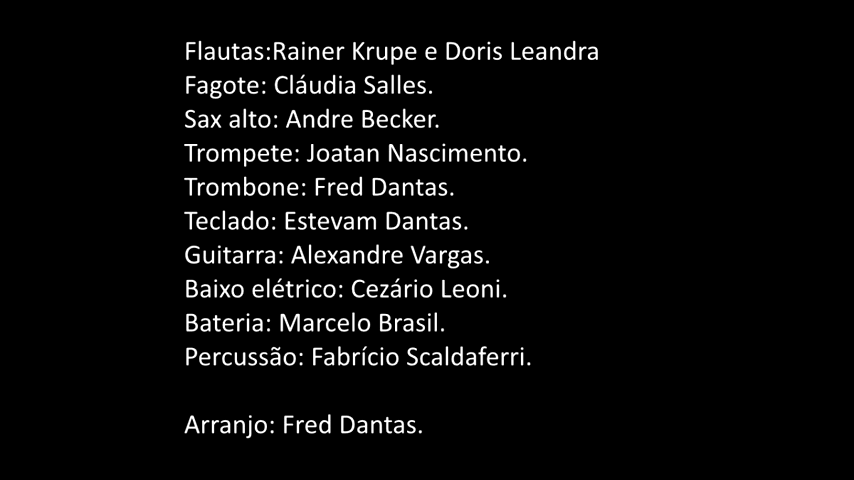 Flautas:Rainer Krupe e Doris Leandra
Fagote: Cláudia Salles.
Sax alto: Andre Becker.
Trompete: Joatan Nascimento.
Trombone: Fred Dantas.
Teclado: Estevam Dantas.
Guitarra: Alexandre Vargas.
Baixo elétrico: Cezário Leoni.
Bateria: Marcelo Brasil.
Percussão: Fabrício Scaldaferri.
Arranjo: Fred Dantas.